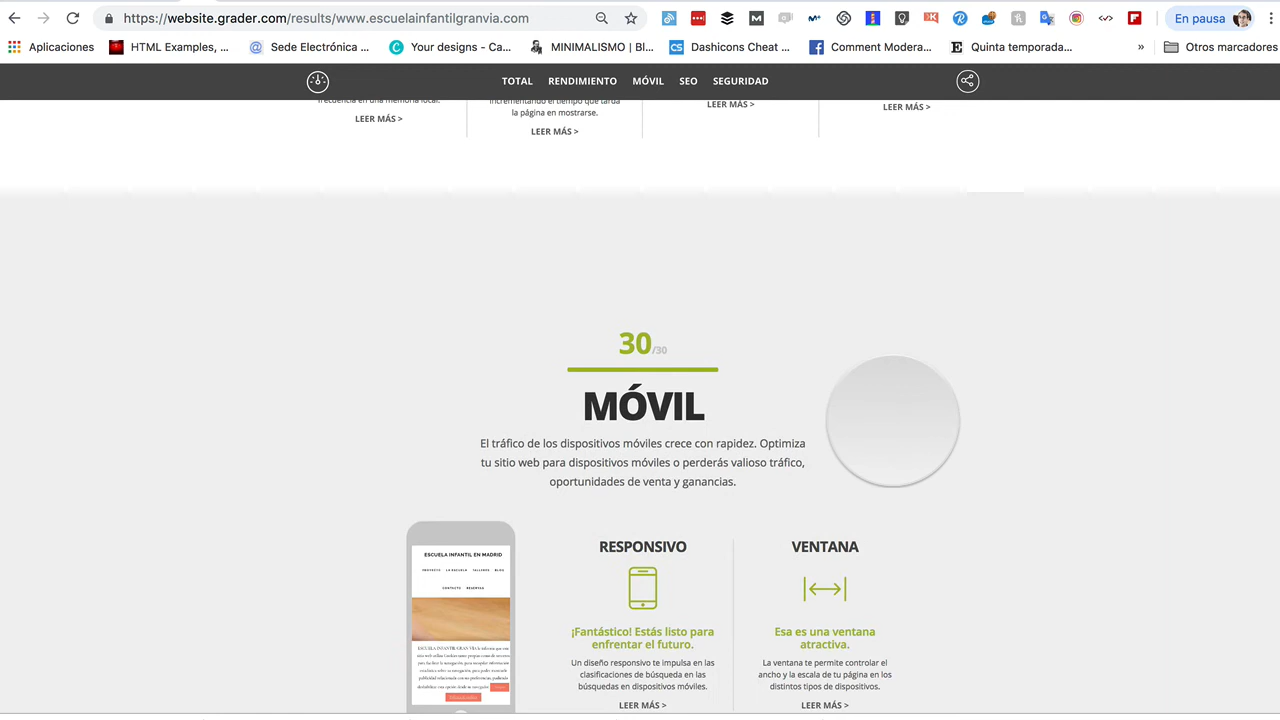 https://website.grader.com/results/www.escuelainfantilgranvia.com
En pausa
Aplicaciones
HTML Examples, ...
Sede Electrónica ...
Your designs - Ca...
MINIMALISMO | Bl...
Dashicons Cheat ...
Comment Modera...
Quinta temporada...
»
Otros marcadores
TOTAL RENDIMIENTO MÓVIL SEO SEGURIDAD
frecuencia en una memoria local.
LEER MÁS >
incrementando el tiempo que tarda
la página en mostrarse.
LEER MÁS >
LEER MÁS >
LEER MÁS >
30/30
MÓVIL
El tráfico de los dispositivos móviles crece con rapidez. Optimiza
tu sitio web para dispositivos móviles o perderás valioso tráfico,
oportunidades de venta y ganancias.
ESCUELA INFANTIL EN MADRID
PROYECTO LA ESCUELA TALLERES BLOG
CONTACTO RESERVAS
RESPONSIVO
¡Fantástico! Estás listo para
enfrentar el futuro.
Un diseño responsivo te impulsa en las
clasificaciones de búsqueda en las
búsquedas en dispositivos móviles.
LEER MÁS >
VENTANA
Esa es una ventana
atractiva.
La ventana te permite controlar el
ancho y la escala de tu página en los
distintos tipos de dispositivos.
LEER MÁS >